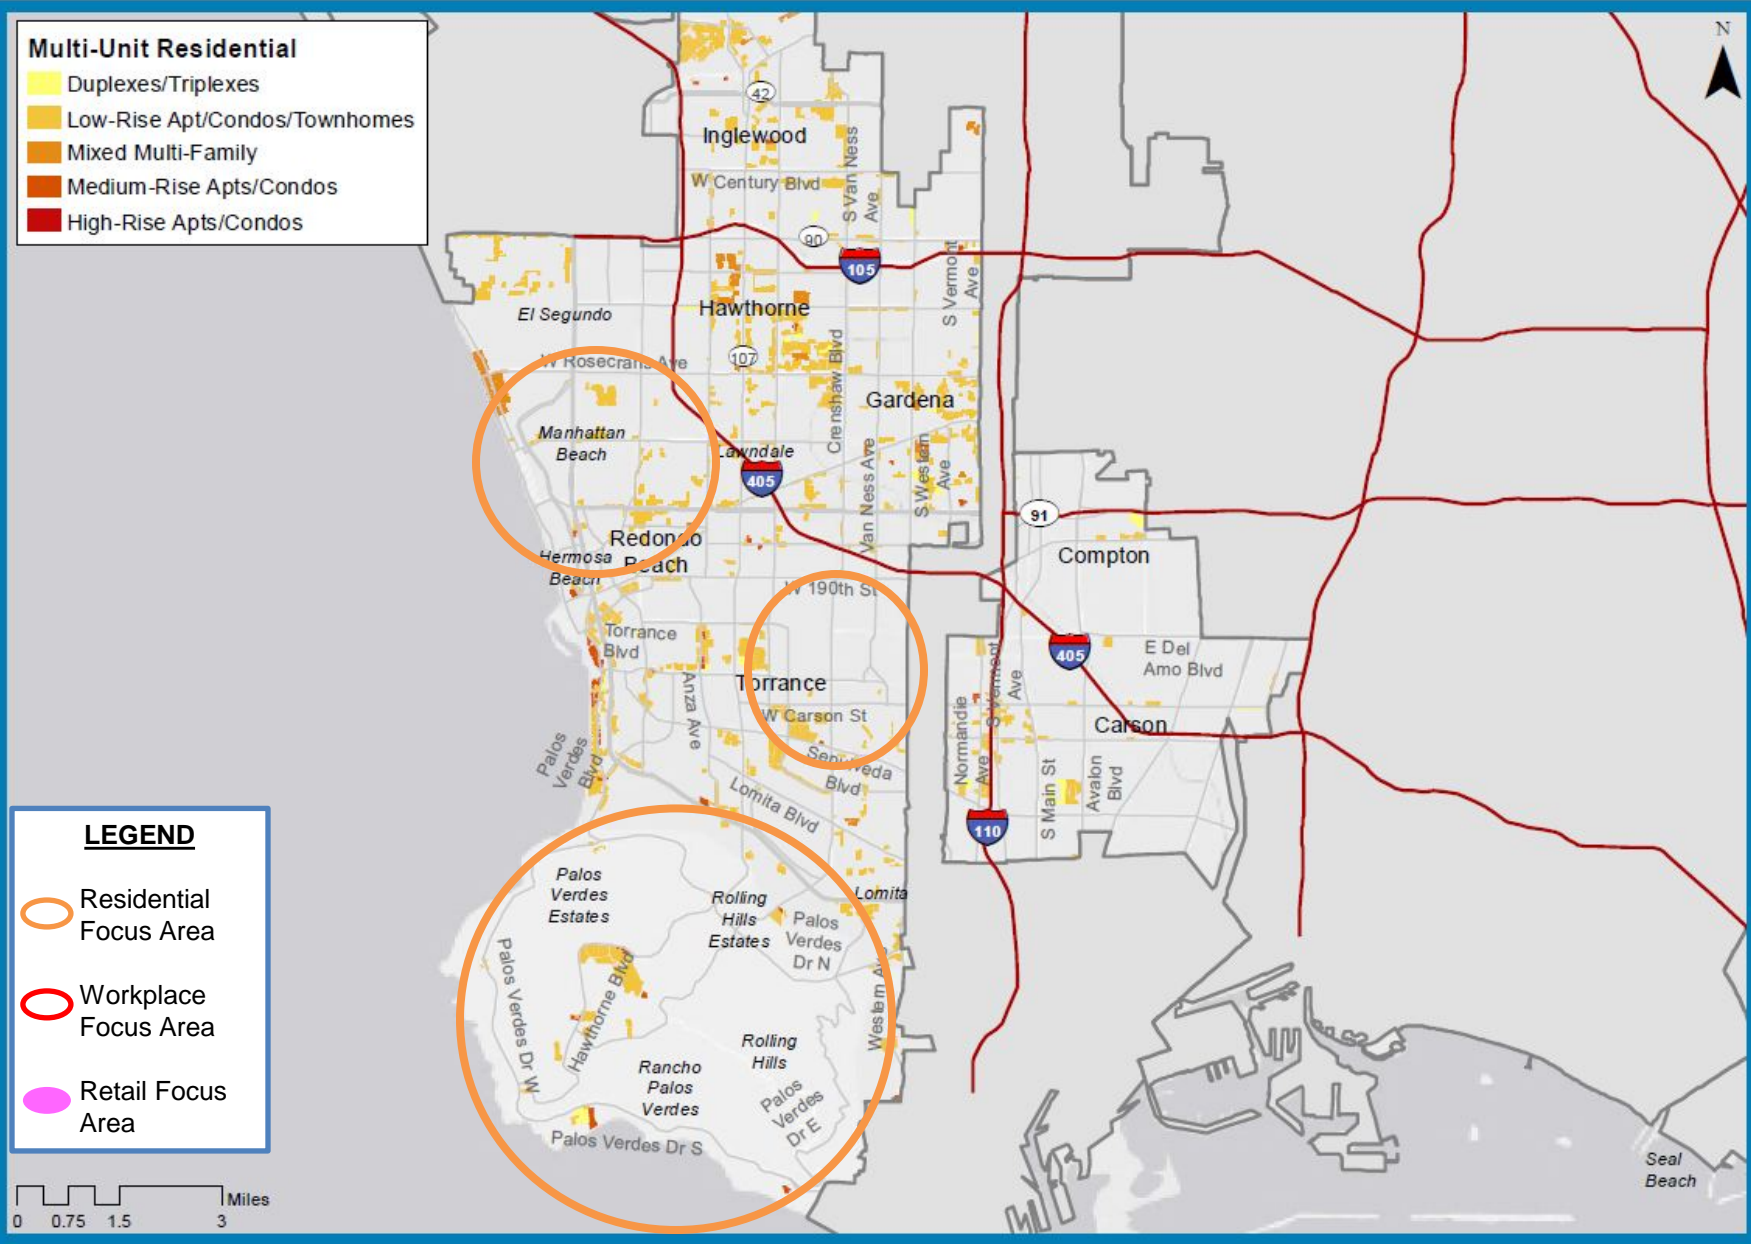 Multi-Unit Residential
Duplexes/Triplexes
Low-Rise Apt/Condos/Townhomes
Mixed Multi-Family
Medium-Rise Apts/Condos
High-Rise Apts/Condos
N
42
Inglewood
W Century Blvd
S Van Ness
Ave
90
105
S Vermont
Ave
El Segundo
Hawthorne
W Rosecrans Ave
107
Crenshaw Blvd
Gardena
Manhattan
Beach
Lawndale
405
Van Ness Ave
S Western
Ave
91
Redondo
Beach
Hermosa
Beach
Compton
W 190th St
Torrance
Blvd
405
E Del
Amo Blvd
Torrance
Anza Ave
W Carson St
S Vermont
Ave
Normandie
Ave
Carson
Palos
Verdes
Blvd
Sepulveda
Blvd
Lomita Blvd
S Main St
Avalon
Blvd
110
LEGEND
Residential
Focus Area
Workplace
Focus Area
Retail Focus
Area
Palos
Verdes
Estates
Rolling
Hills
Estates
Lomita
Palos
Verdes
Dr N
Palos Verdes Dr W
Hawthorne Blvd
Western Ave
Rolling
Hills
Rancho
Palos
Verdes
Palos
Verdes
Dr E
Palos Verdes Dr S
Seal
Beach
Miles
0 0.75 1.5 3